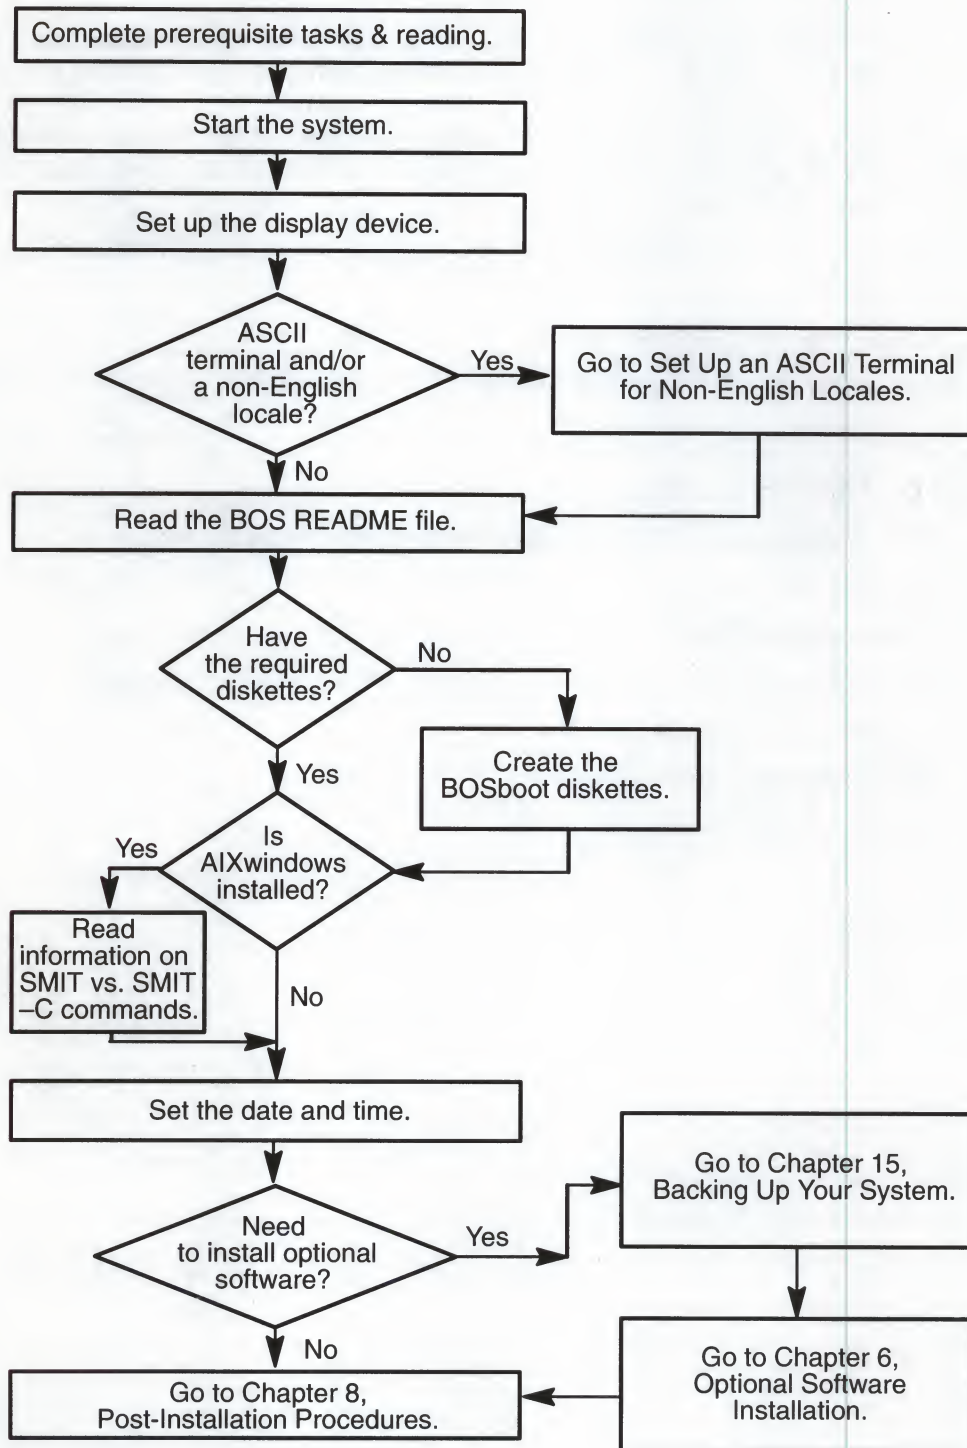 Complete prerequisite tasks & reading.
Start the system.
Set up the display device.
ASCII
terminal and/or
a non-English
locale?
Yes
Go to Set Up an ASCII Terminal
for Non-English Locales.
No
Read the BOS README file.
Have
the required
diskettes?
No
Create the
BOSboot diskettes.
Yes
Is
AIXwindows
installed?
Yes
Read
information on
SMIT vs. SMIT
–C commands.
No
Set the date and time.
Need
to install optional
software?
Yes
Go to Chapter 15,
Backing Up Your System.
No
Go to Chapter 6,
Optional Software
Installation.
Go to Chapter 8,
Post-Installation Procedures.